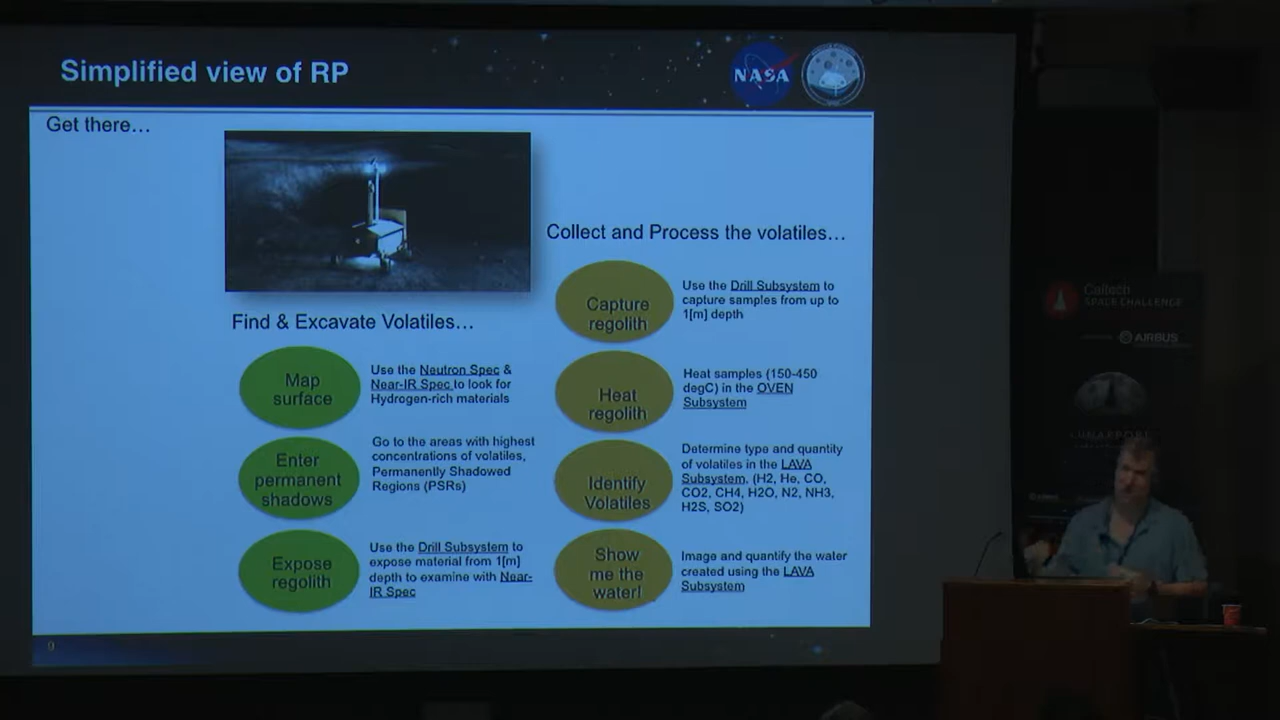 Simplified view of RP
NASA
Get there…
Find & Excavate Volatiles…
Map
surface
Use the Neutron Spec &
Near-IR Spec to look for
Hydrogen-rich materials
Enter
permanent
shadows
Go to the areas with highest
concentrations of volatiles,
Permanently Shadowed
Regions (PSRs)
Expose
regolith
Use the Drill Subsystem to
expose material from 1[m]
depth to examine with Near-
IR Spec
Collect and Process the volatiles…
Capture
regolith
Use the Drill Subsystem to
capture samples from up to
1[m] depth
Heat
regolith
Heat samples (150-450
degC) in the OVEN
Subsystem
Identify
Volatiles
Determine type and quantity
of volatiles in the LAVA
Subsystem. (H2, He, CO,
CO2, CH4, H2O, N2, NH3,
H2S, SO2)
Show
me the
water!
Image and quantify the water
created using the LAVA
Subsystem
9
Caltech
SPACE CHALLENGE
AIRBUS
LUNAPORT